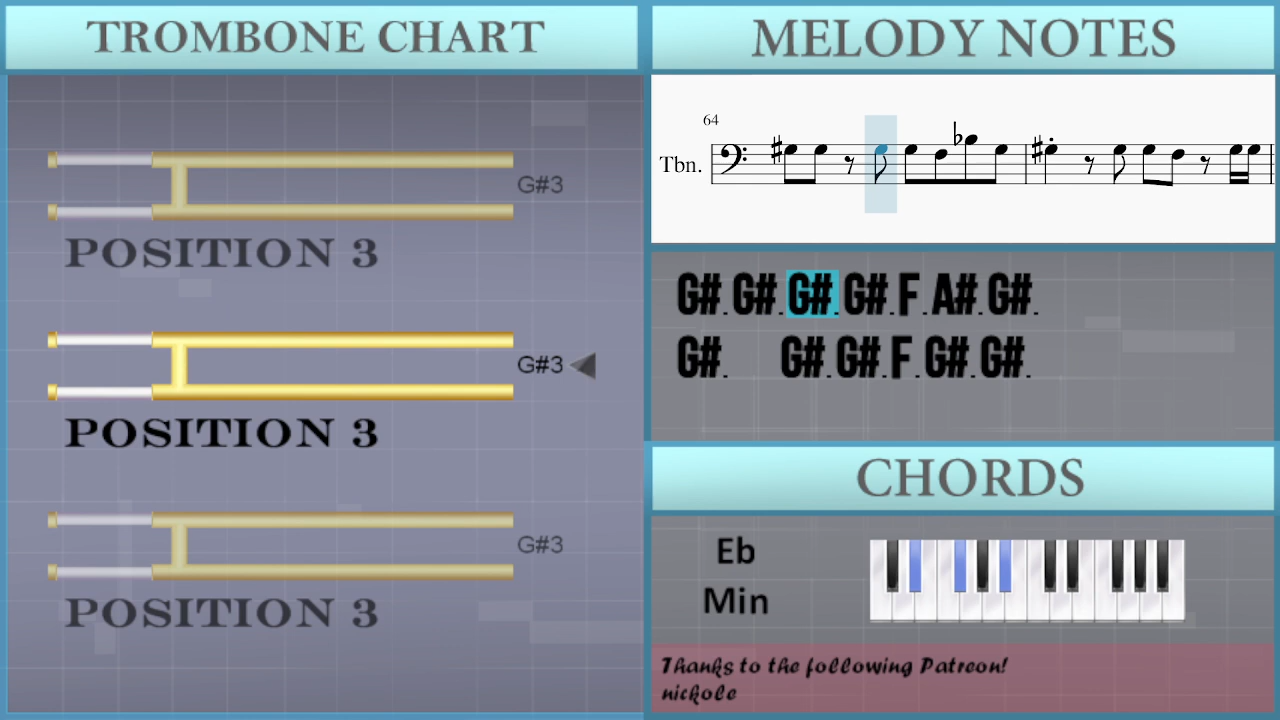 TROMBONE CHART
G#3
POSITION 3
G#3
POSITION 3
G#3
POSITION 3
MELODY NOTES
64
Tbn.
G#. G#. G#. G#. F. A#. G#.
G#. G#. G#. F. G#. G#.
CHORDS
Eb
Min
Thanks to the following Patreon!
nickole